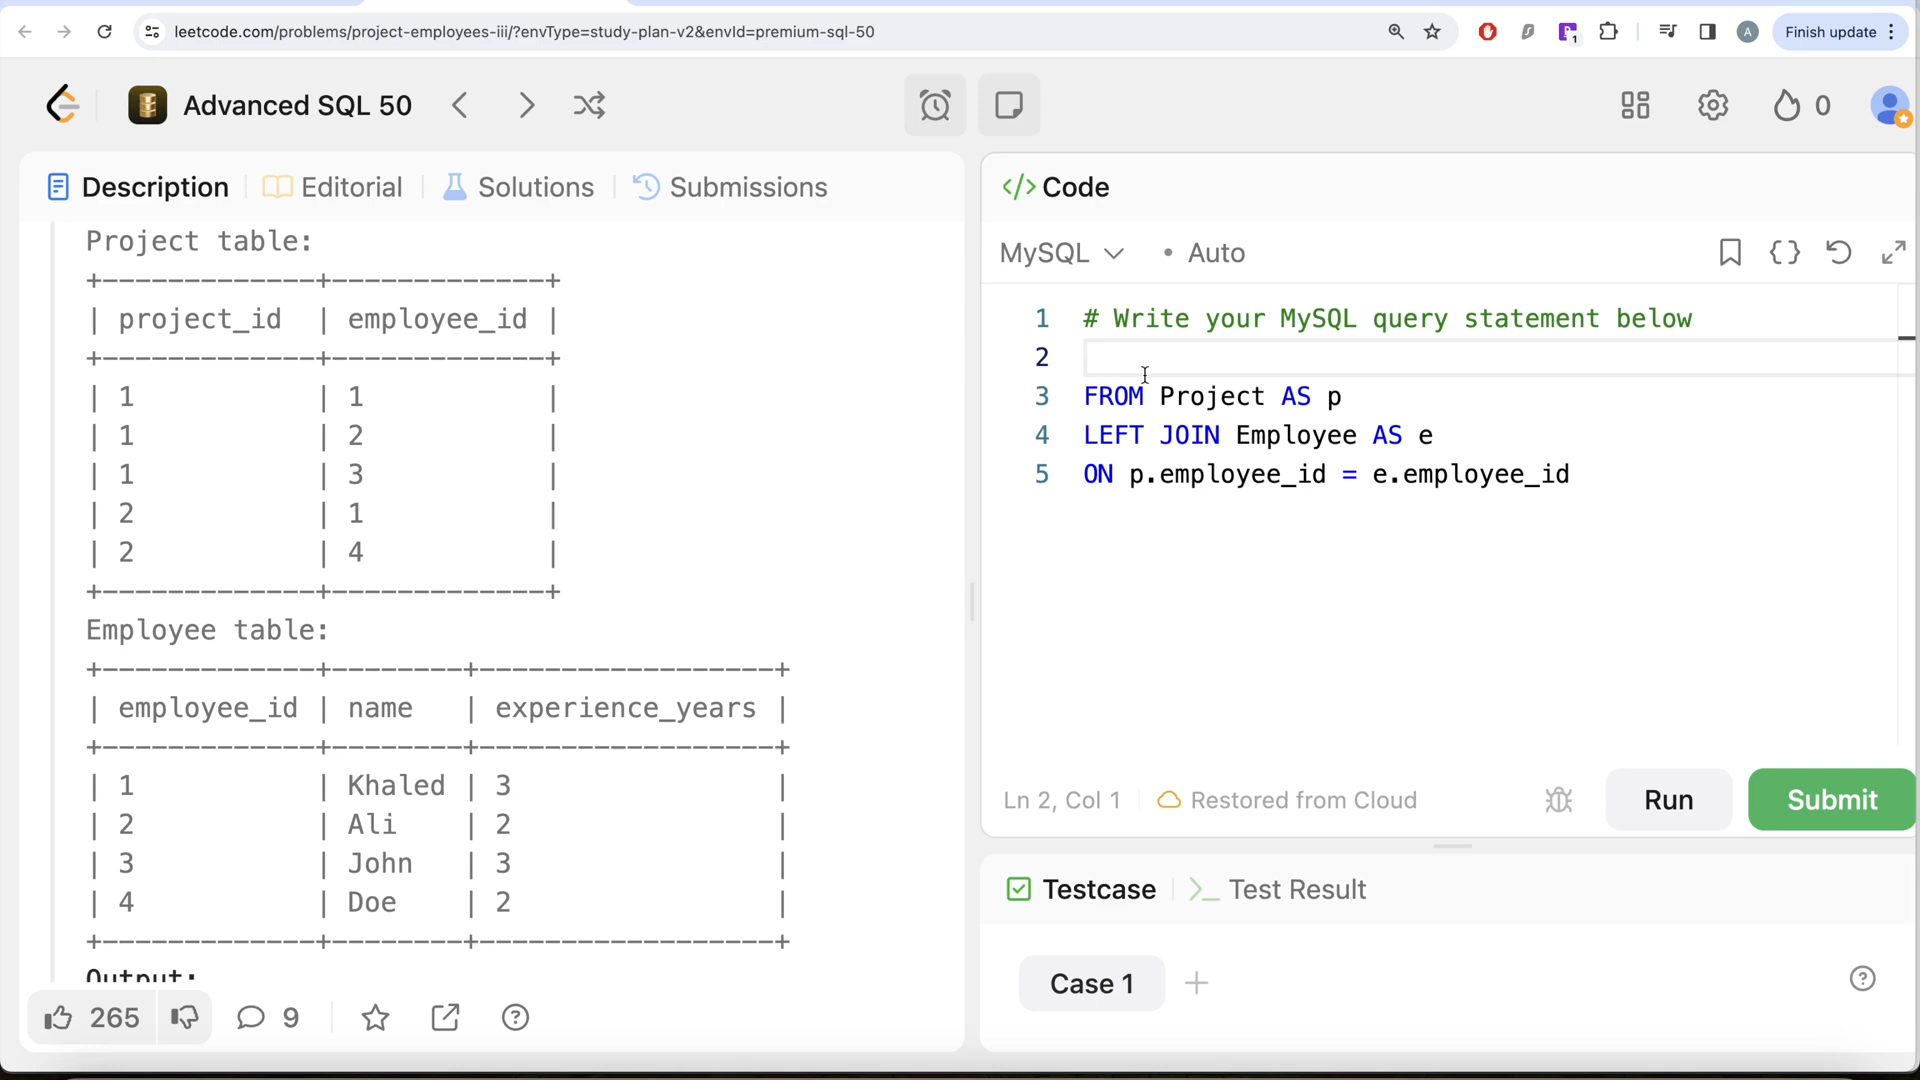 leetcode.com/problems/project-employees-iii/?envType=study-plan-v2&envId=premium-sql-50
1
A
Finish update
Advanced SQL 50
0
Description
Editorial
Solutions
Submissions
Project table:
+-------------+-------------+
| project_id  | employee_id |
+-------------+-------------+
| 1           | 1           |
| 1           | 2           |
| 1           | 3           |
| 2           | 1           |
| 2           | 4           |
+-------------+-------------+
Employee table:
+-------------+--------+------------------+
| employee_id | name   | experience_years |
+-------------+--------+------------------+
| 1           | Khaled | 3                |
| 2           | Ali    | 2                |
| 3           | John   | 3                |
| 4           | Doe    | 2                |
+-------------+--------+------------------+
Output:
265
9
</> Code
MySQL
• Auto
{}
1 # Write your MySQL query statement below
2
3 FROM Project AS p
4 LEFT JOIN Employee AS e
5 ON p.employee_id = e.employee_id
Ln 2, Col 1
Restored from Cloud
Run
Submit
Testcase
>_ Test Result
Case 1
+